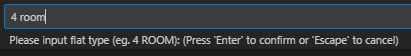 4 room
Please input flat type (eg. 4 ROOM): (Press 'Enter' to confirm or 'Escape' to cancel)